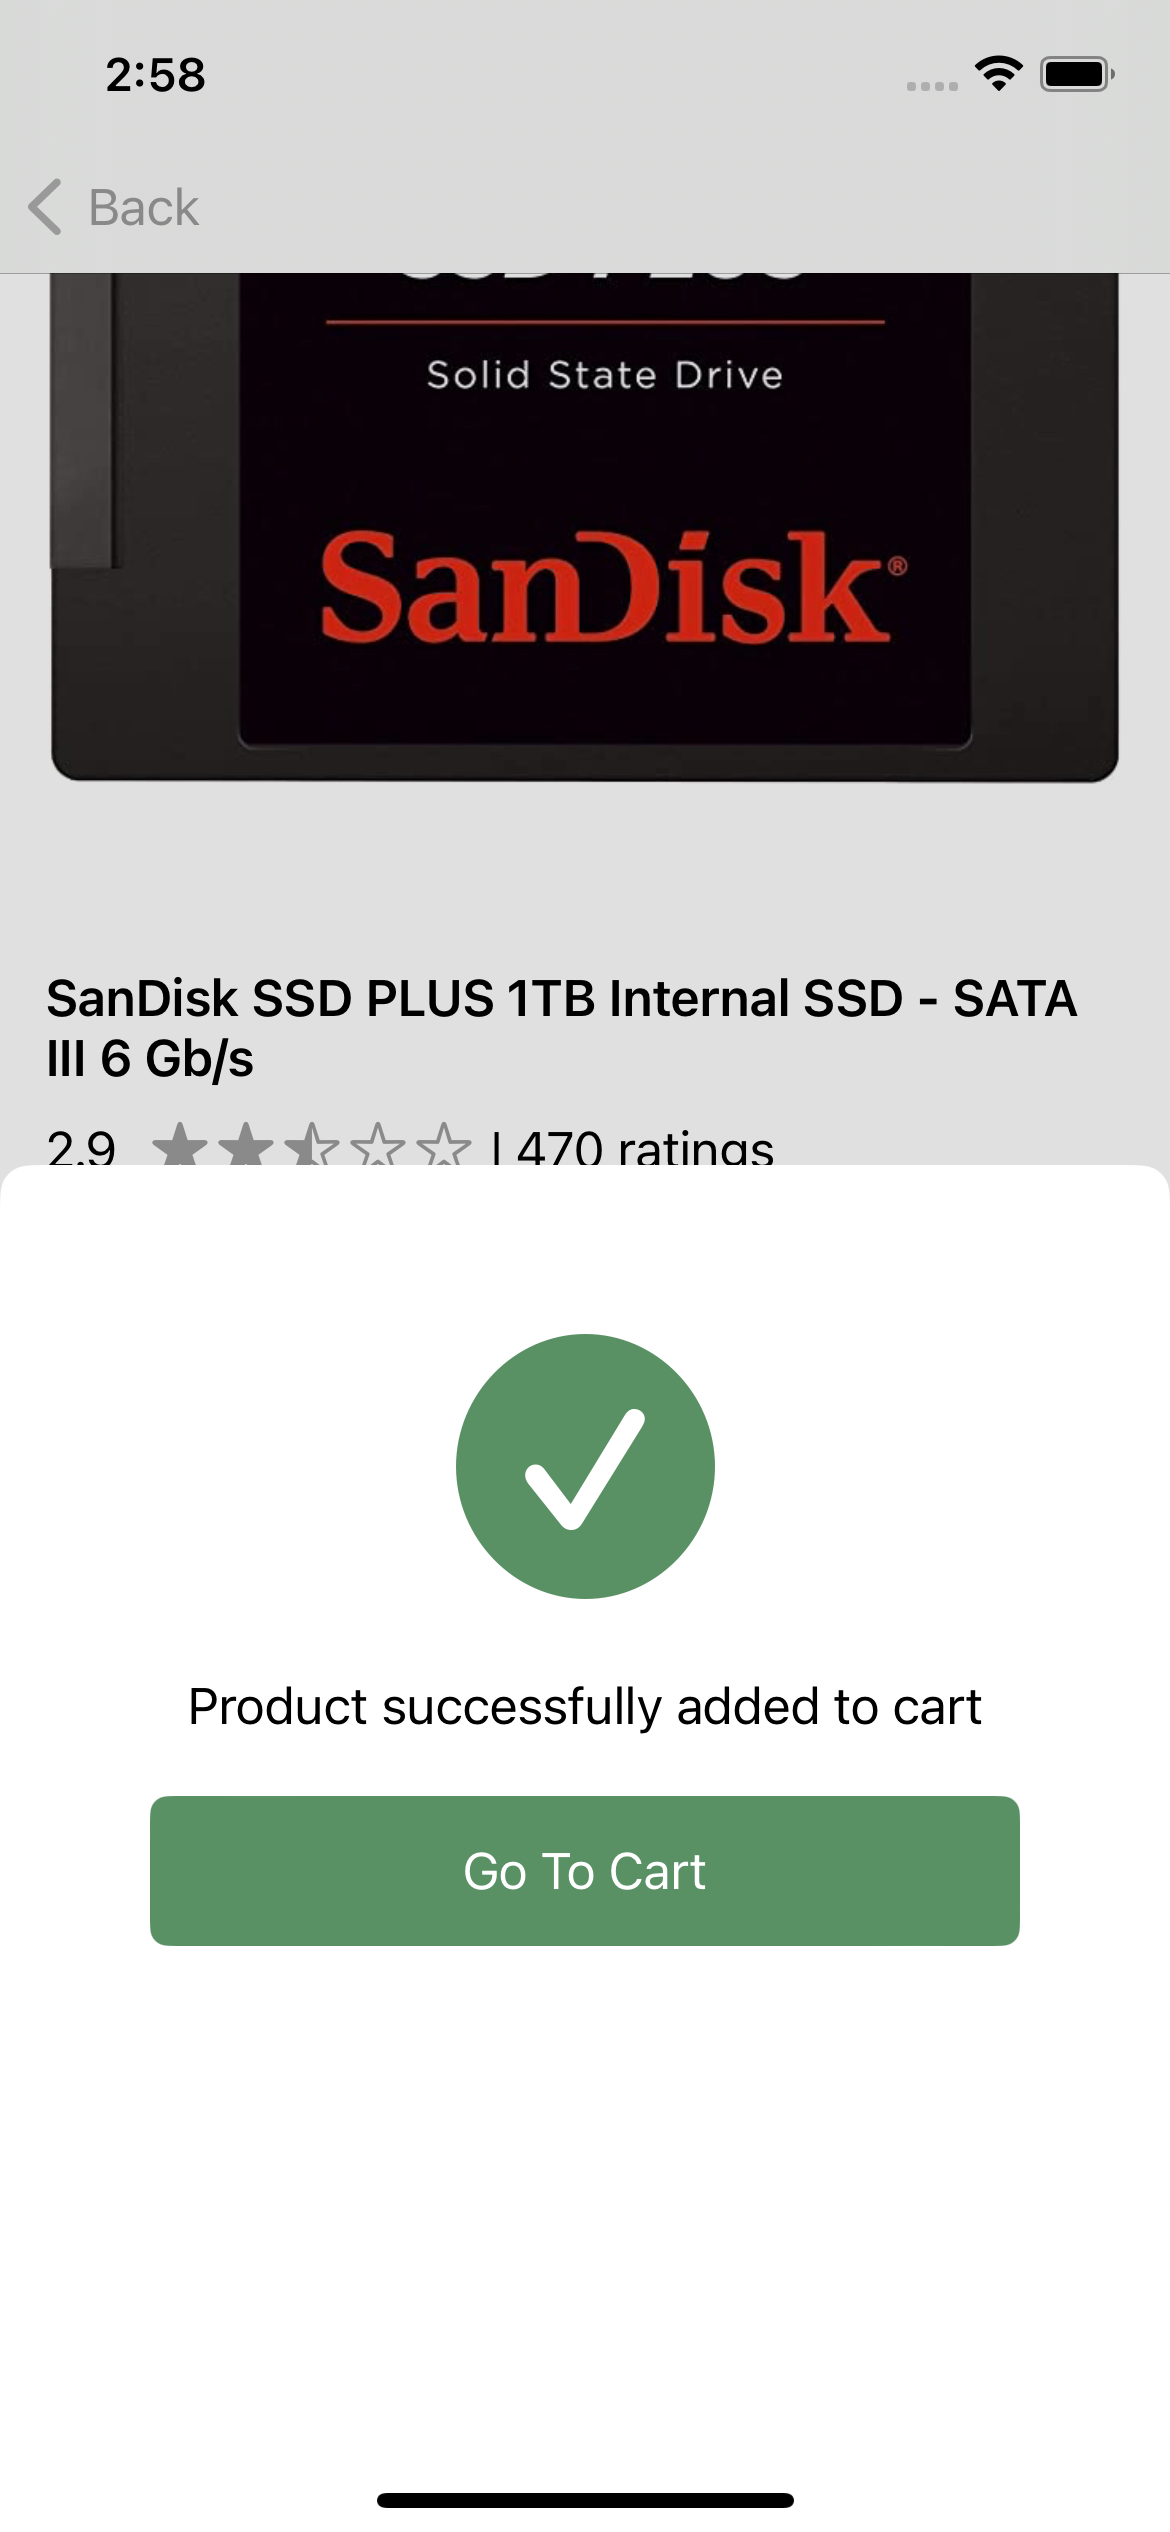 2:58
Back
Solid State Drive
SanDisk®
SanDisk SSD PLUS 1TB Internal SSD - SATA
III 6 Gb/s
2.9 | 470 ratings
Product successfully added to cart
Go To Cart